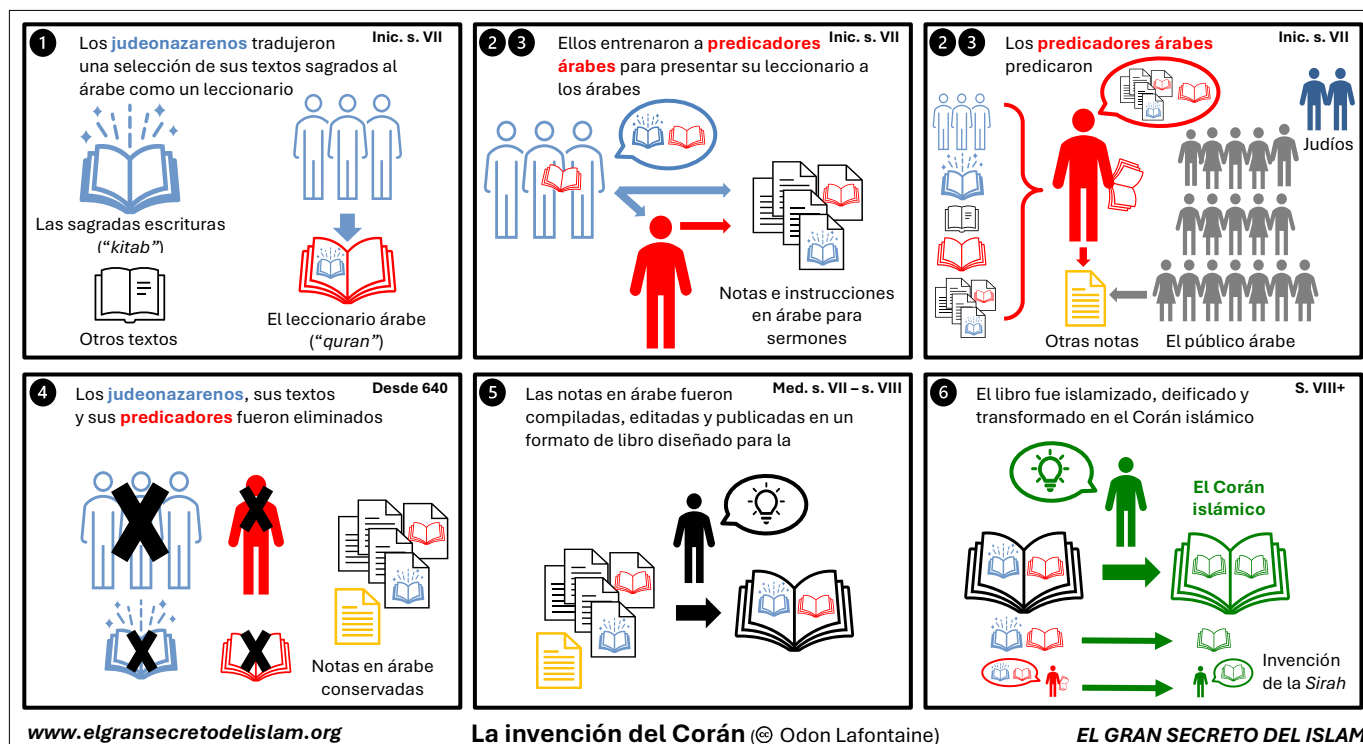 1
Los judeonazarenos tradujeron
Inic. s. VII
una selección de sus textos sagrados al
árabe como un leccionario
Las sagradas escrituras
(“kitab”)
Otros textos
El leccionario árabe
(“quran”)
2 3
Ellos entrenaron a predicadores
Inic. s. VII
árabes para presentar su leccionario a
los árabes
Notas e instrucciones
en árabe para
sermones
2 3
Los predicadores árabes
Inic. s. VII
predicaron
Judíos
Otras notas
El público árabe
4
Desde 640
Los judeonazarenos, sus textos
y sus predicadores fueron eliminados
Notas en árabe
conservadas
5
Las notas en árabe fueron
Med. s. VII – s. VIII
compiladas, editadas y publicadas en un
formato de libro diseñado para la
6
El libro fue islamizado, deificado y
S. VIII+
transformado en el Corán islámico
El Corán
islámico
Invención
de la Sirah
www.elgransecretodelislam.org
La invención del Corán (cc Odon Lafontaine)
EL GRAN SECRETO DEL ISLAM